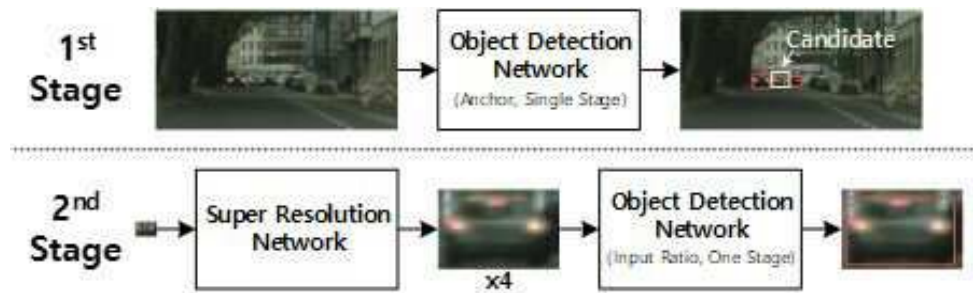 1st
Stage
Object Detection
Network
(Anchor, Single Stage)
Candidate
2nd
Stage
Super Resolution
Network
x4
Object Detection
Network
(Input Ratio, One Stage)